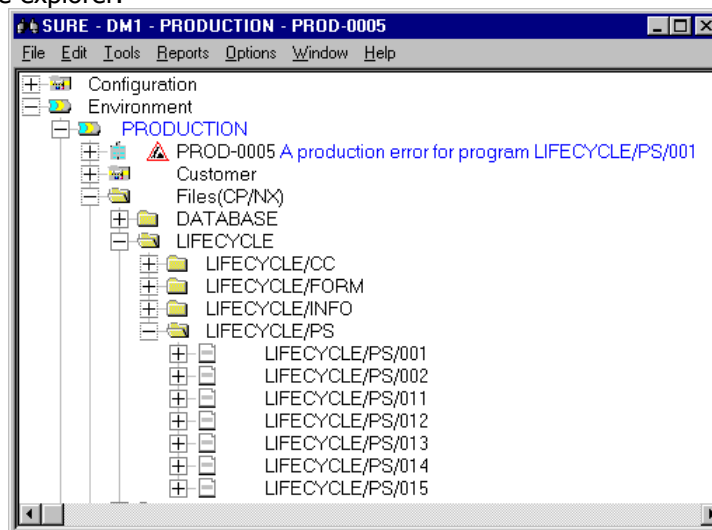 e explorer.
SURE - DM1 - PRODUCTION - PROD-0005
File Edit Tools Reports Options Window Help
Configuration
Environment
PRODUCTION
PROD-0005 A production error for program LIFECYCLE/PS/001
Customer
Files(CP/NX)
DATABASE
LIFECYCLE
LIFECYCLE/CC
LIFECYCLE/FORM
LIFECYCLE/INFO
LIFECYCLE/PS
LIFECYCLE/PS/001
LIFECYCLE/PS/002
LIFECYCLE/PS/011
LIFECYCLE/PS/012
LIFECYCLE/PS/013
LIFECYCLE/PS/014
LIFECYCLE/PS/015